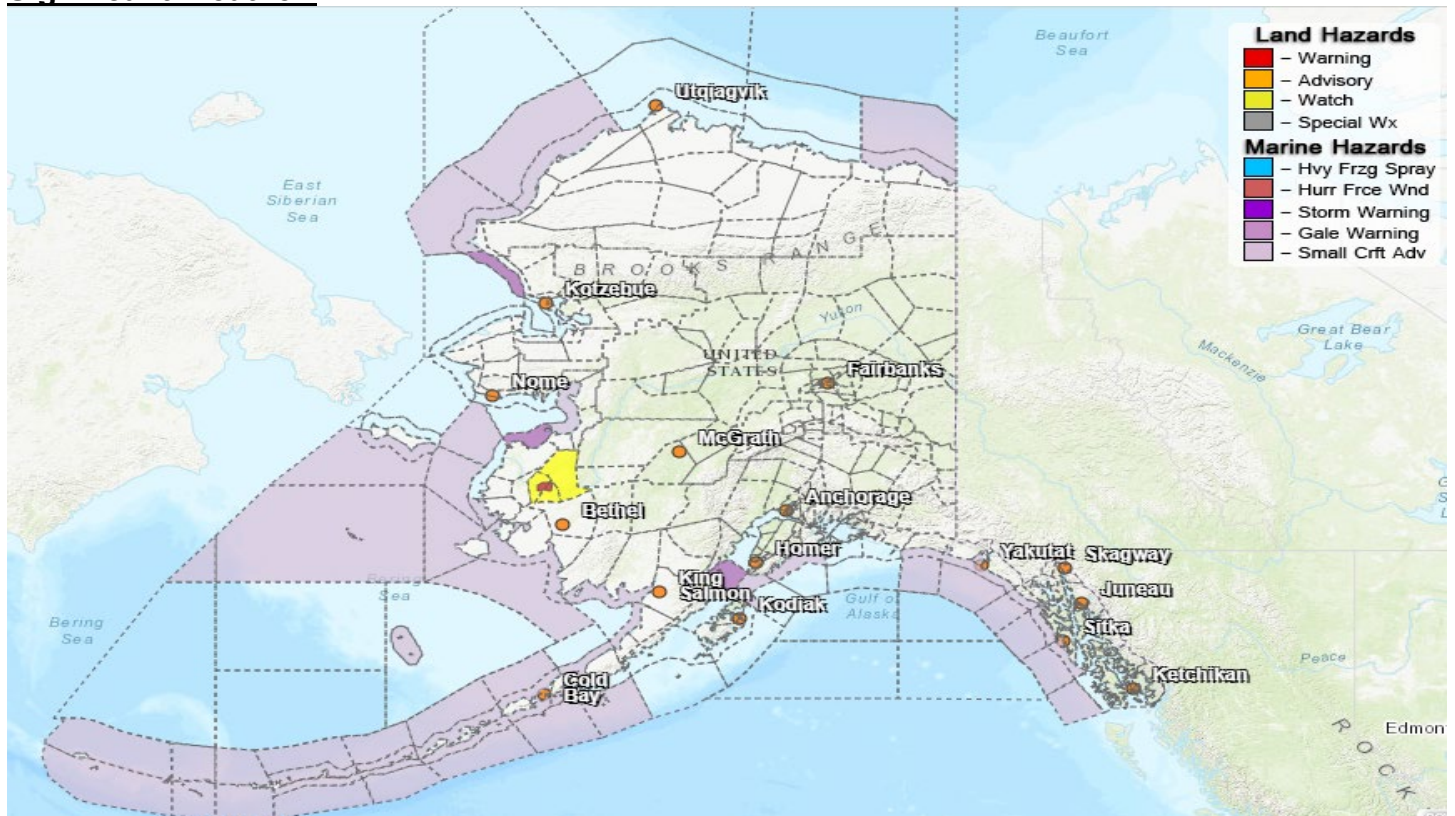 Beaufort
Sea
Land Hazards
– Warning
– Advisory
– Watch
– Special Wx
Marine Hazards
– Hvy Frzg Spray
– Hurr Frce Wnd
– Storm Warning
– Gale Warning
– Small Crft Adv
Utqiagvik
East
Siberian
Sea
BROOKS RANGE
Kotzebue
Yukon
Great Bear
Lake
Mackenzie
UNITED
STATES
Fairbanks
Nome
McGrath
Anchorage
Bethel
Homer
Yakutat
Skagway
King
Salmon
Juneau
Kodiak
Gulf of
Alaska
Bering
Sea
Bering
Sea
Sitka
Peace
Ketchikan
Cold
Bay
Edmon
ROCK